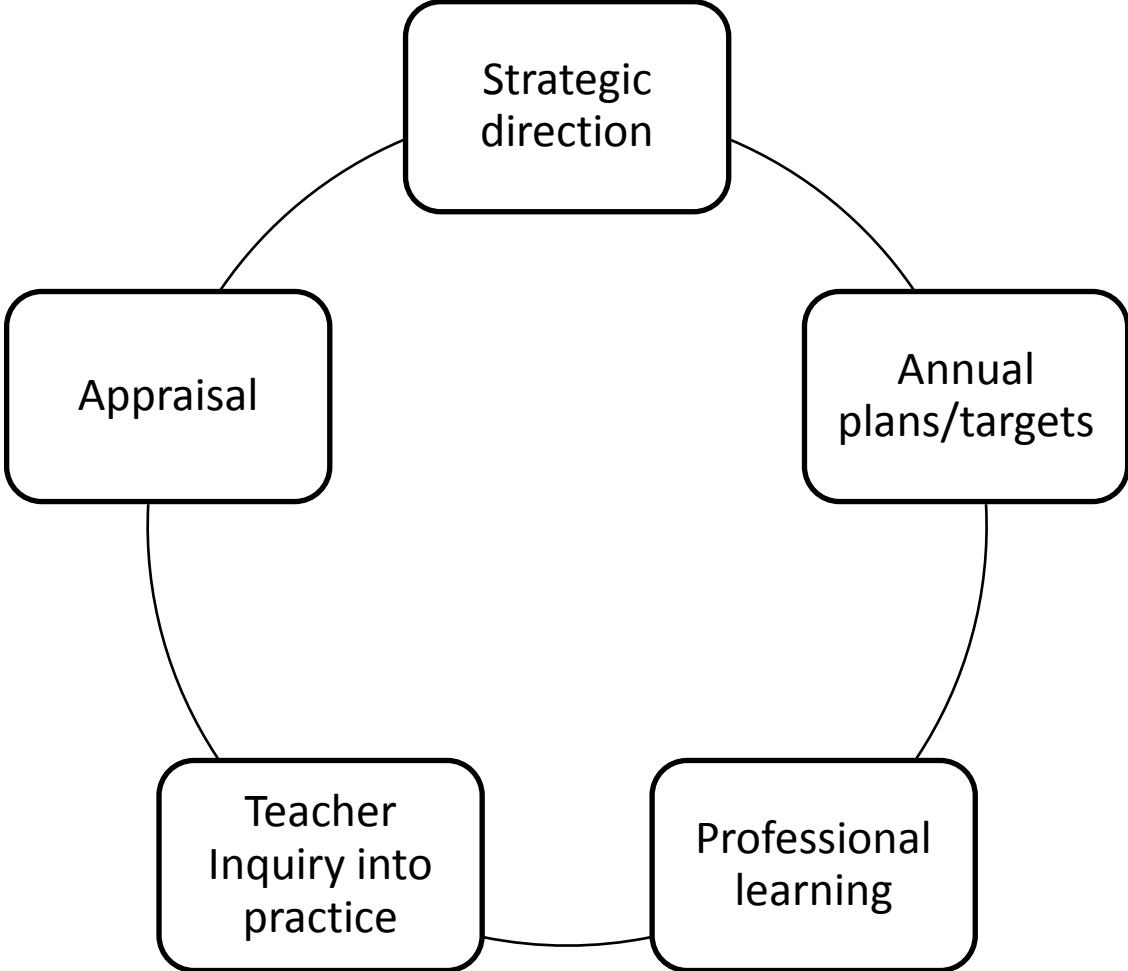 Strategic
direction
Annual
plans/targets
Professional
learning
Teacher
Inquiry into
practice
Appraisal